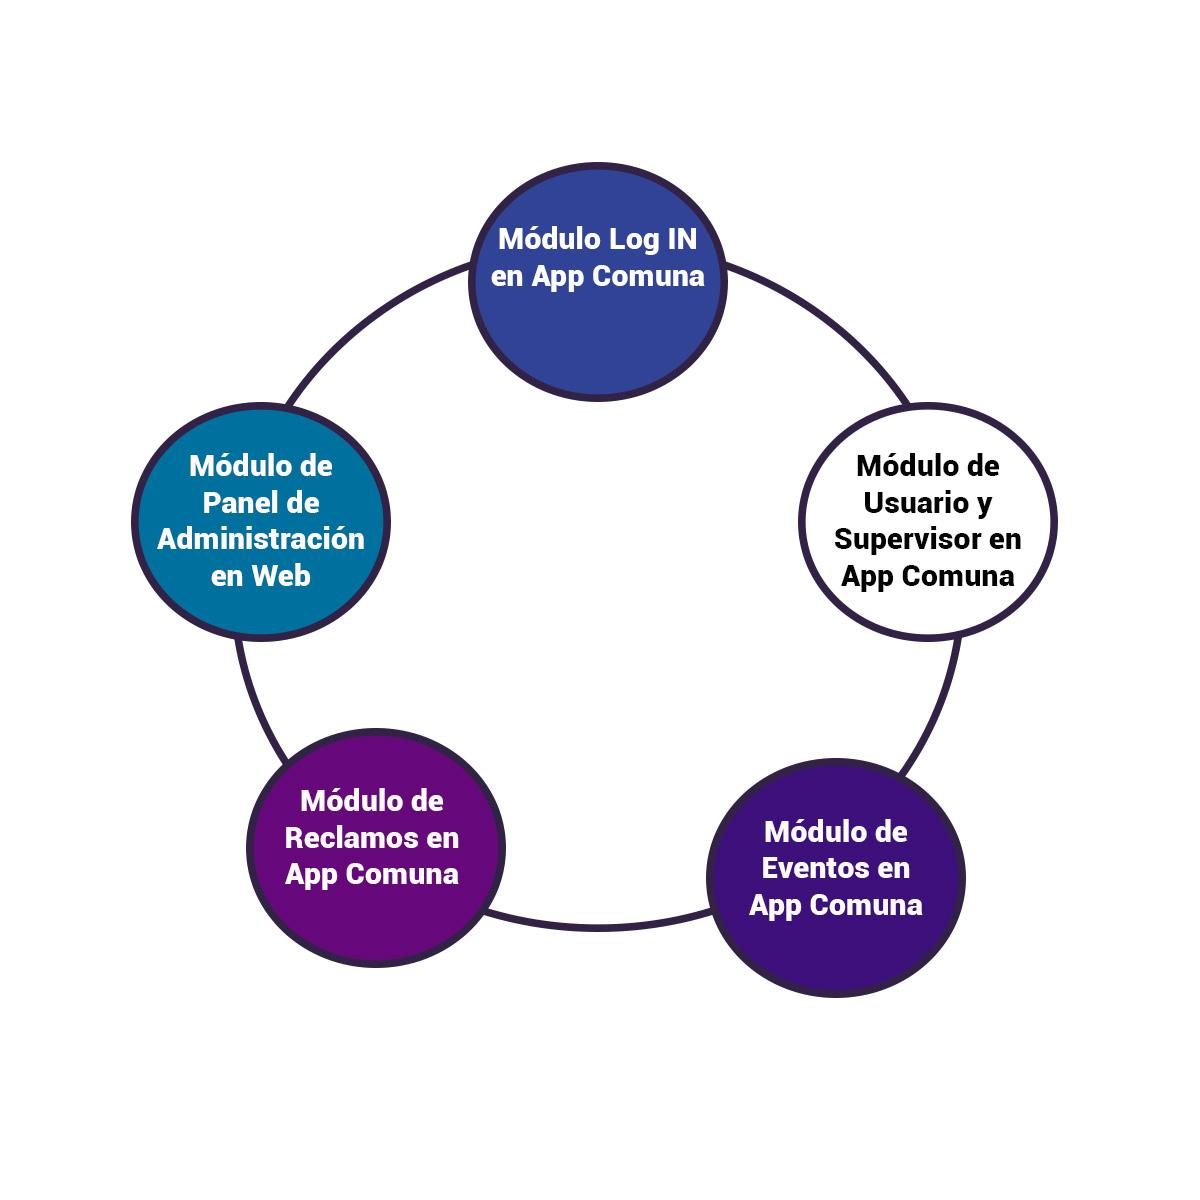 Módulo Log IN
en App Comuna
Módulo de
Usuario y
Supervisor en
App Comuna
Módulo de
Eventos en
App Comuna
Módulo de
Reclamos en
App Comuna
Módulo de
Panel de
Administración
en Web